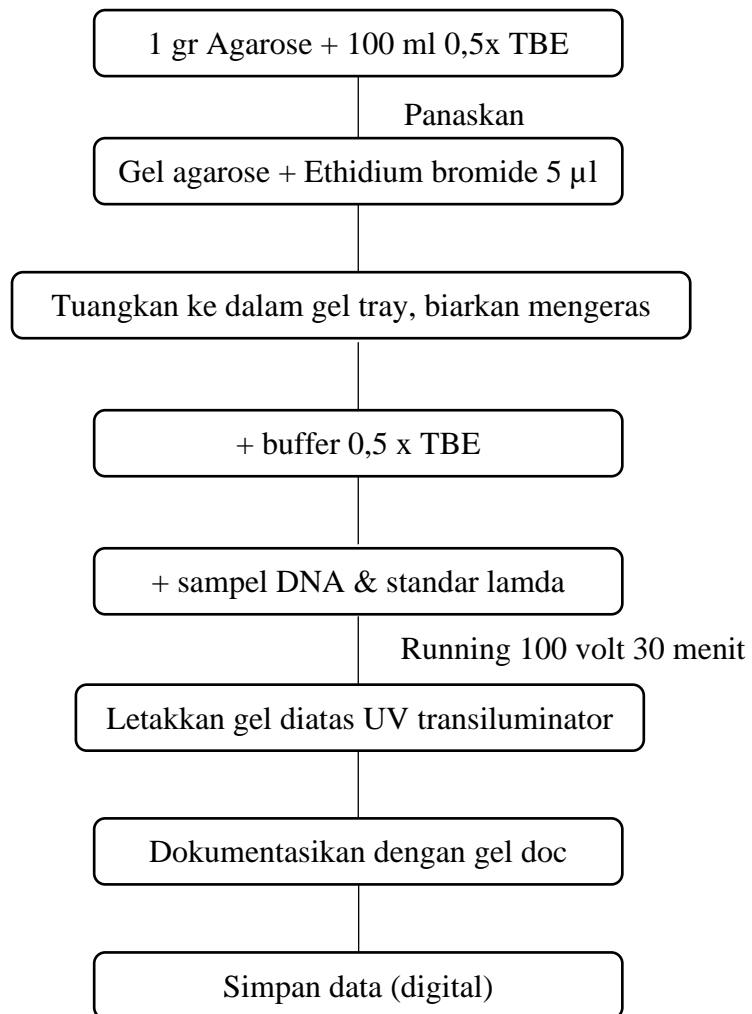 1 gr Agarose + 100 ml 0,5x TBE
Panaskan
Gel agarose + Ethidium bromide 5 µl
Tuangkan ke dalam gel tray, biarkan mengeras
+ buffer 0,5 x TBE
+ sampel DNA & standar lamda
Running 100 volt 30 menit
Letakkan gel diatas UV transiluminator
Dokumentasikan dengan gel doc
Simpan data (digital)